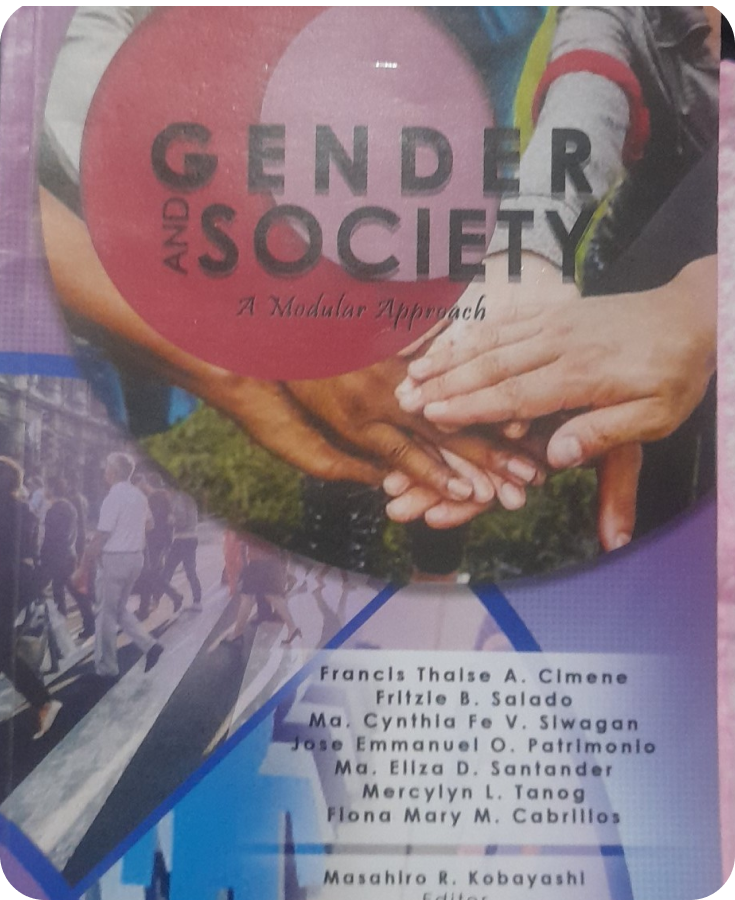 GENDER
AND SOCIETY
A Modular Approach
Francis Thaise A. Cimene
Fritzie B. Salado
Ma. Cynthia Fe V. Siwagan
Jose Emmanuel O. Patrimonio
Ma. Eliza D. Santander
Mercylyn L. Tanog
Fiona Mary M. Cabrillos
Masahiro R. Kobayashi
Editor